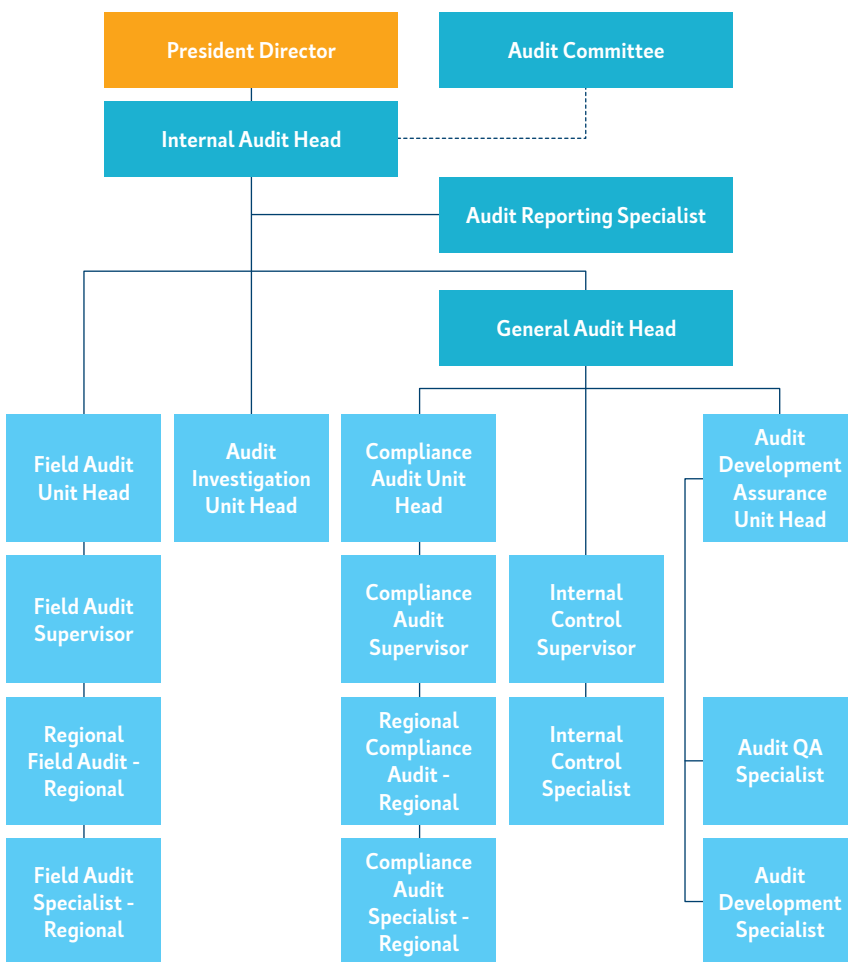 President Director
Audit Committee
Internal Audit Head
Audit Reporting Specialist
General Audit Head
Field Audit
Unit Head
Audit
Investigation
Unit Head
Compliance
Audit Unit
Head
Audit
Development
Assurance
Unit Head
Field Audit
Supervisor
Compliance
Audit
Supervisor
Internal
Control
Supervisor
Regional
Field Audit -
Regional
Regional
Compliance
Audit -
Regional
Internal
Control
Specialist
Audit QA
Specialist
Field Audit
Specialist -
Regional
Compliance
Audit
Specialist -
Regional
Audit
Development
Specialist